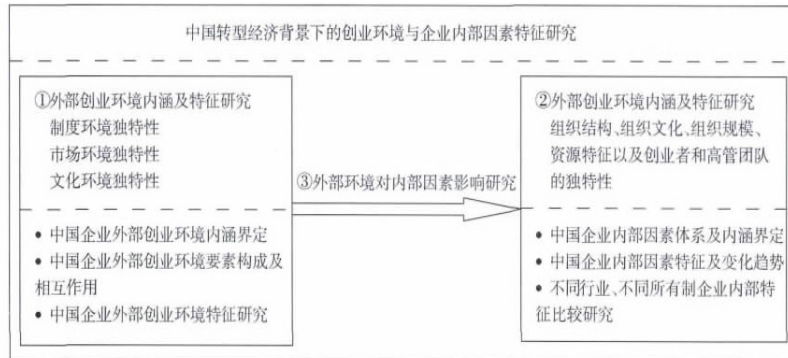 中国转型经济背景下的创业环境与企业内部因素特征研究
①外部创业环境内涵及特征研究
制度环境独特性
市场环境独特性
文化环境独特性
• 中国企业外部创业环境内涵界定
• 中国企业外部创业环境要素构成及
相互作用
• 中国企业外部创业环境特征研究
③外部环境对内部因素影响研究
②外部创业环境内涵及特征研究
组织结构、组织文化、组织规模、
资源特征以及创业者和高管团队
的独特性
• 中国企业内部因素体系及内涵界定
• 中国企业内部因素特征及变化趋势
• 不同行业、不同所有制企业内部特
征比较研究